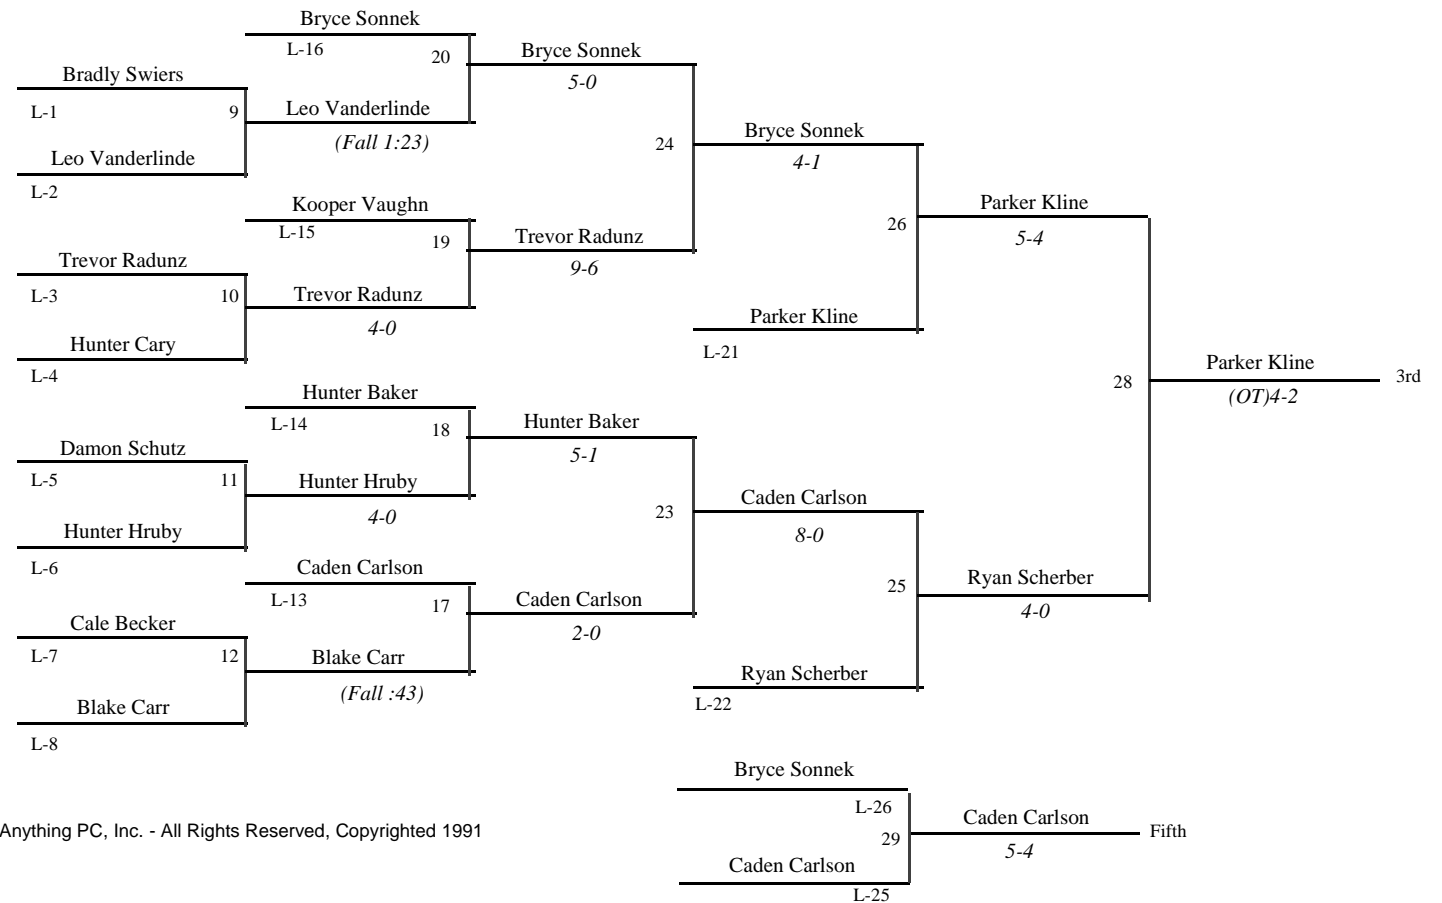 Bryce Sonnek
L-16
20
Bryce Sonnek
5-0
Bradly Swiers
L-1
9
Leo Vanderlinde
(Fall 1:23)
Leo Vanderlinde
L-2
24
Bryce Sonnek
4-1
Kooper Vaughn
L-15
19
Trevor Radunz
9-6
Trevor Radunz
L-3
10
Trevor Radunz
4-0
Hunter Cary
L-4
26
Parker Kline
5-4
Parker Kline
L-21
28
Parker Kline
(OT)4-2
3rd
Hunter Baker
L-14
18
Hunter Baker
5-1
Damon Schutz
L-5
11
Hunter Hruby
4-0
Hunter Hruby
L-6
23
Caden Carlson
8-0
Caden Carlson
L-13
17
Caden Carlson
2-0
Cale Becker
L-7
12
Blake Carr
(Fall :43)
Blake Carr
L-8
25
Ryan Scherber
4-0
Ryan Scherber
L-22
Bryce Sonnek
L-26
29
Caden Carlson
5-4
Fifth
Caden Carlson
L-25
Anything PC, Inc. - All Rights Reserved, Copyrighted 1991